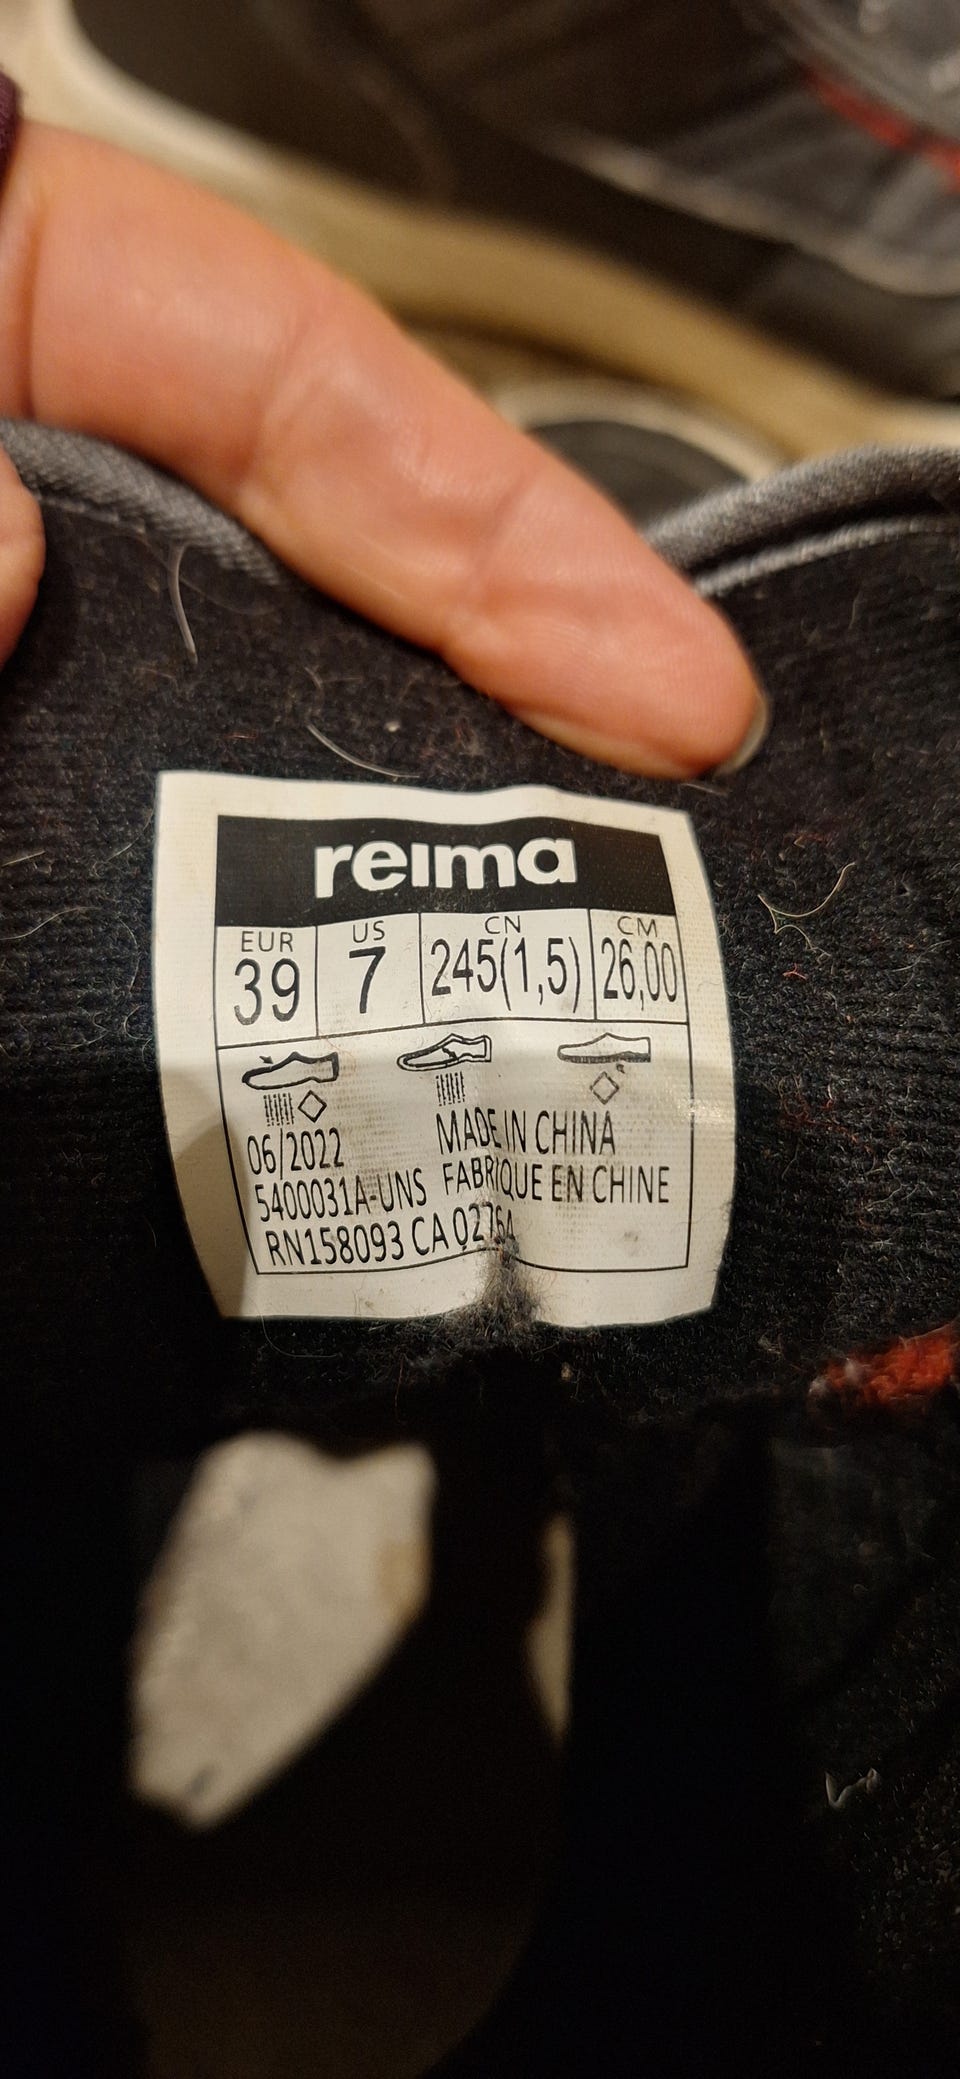 reima
EUR US CN CM
39 7 245(1,5) 26,00
06/2022 MADE IN CHINA
5400031A-UNS FABRIQUE EN CHINE
RN158093 CA 02764